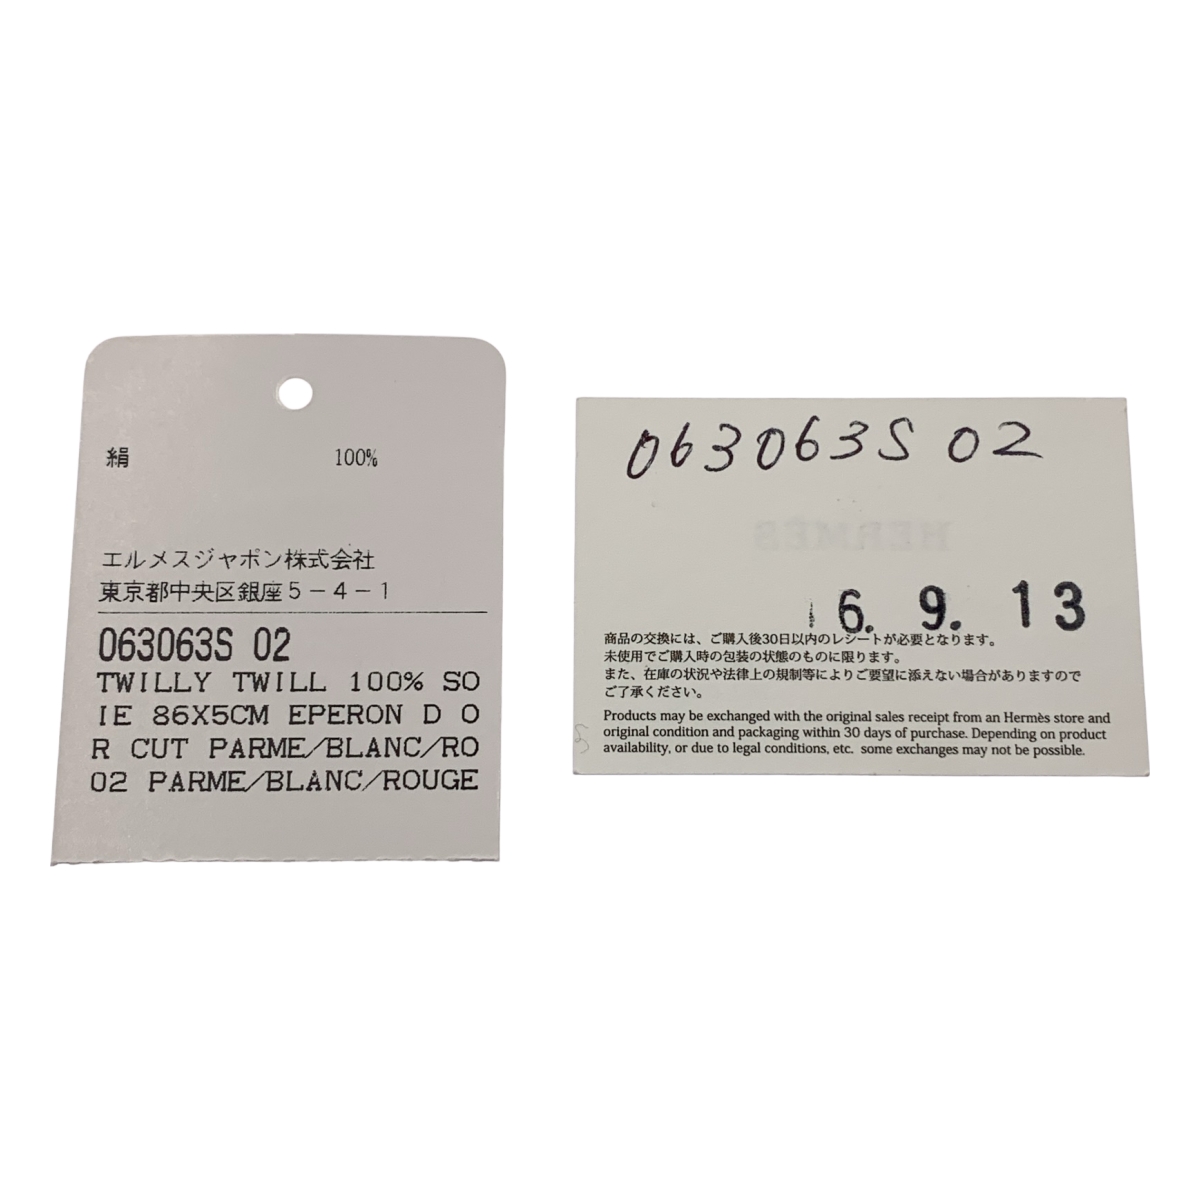 絹 100%
エルメスジャポン株式会社
東京都中央区銀座5-4-1
063063S 02
TWILLY TWILL 100% SO
IE 86X5CM EPERON D O
R CUT PARME/BLANC/RO
02 PARME/BLANC/ROUGE
063063S 02
HERMÈS
6. 9. 13
商品の交換には、ご購入後30日以内のレシートが必要となります。
未使用でご購入時の包装の状態のものに限ります。
また、在庫の状況や法律上の規制等によりご要望に添えない場合がありますので
ご了承ください。
Products may be exchanged with the original sales receipt from an Hermès store and
original condition and packaging within 30 days of purchase. Depending on product
availability, or due to legal conditions, etc. some exchanges may not be possible.